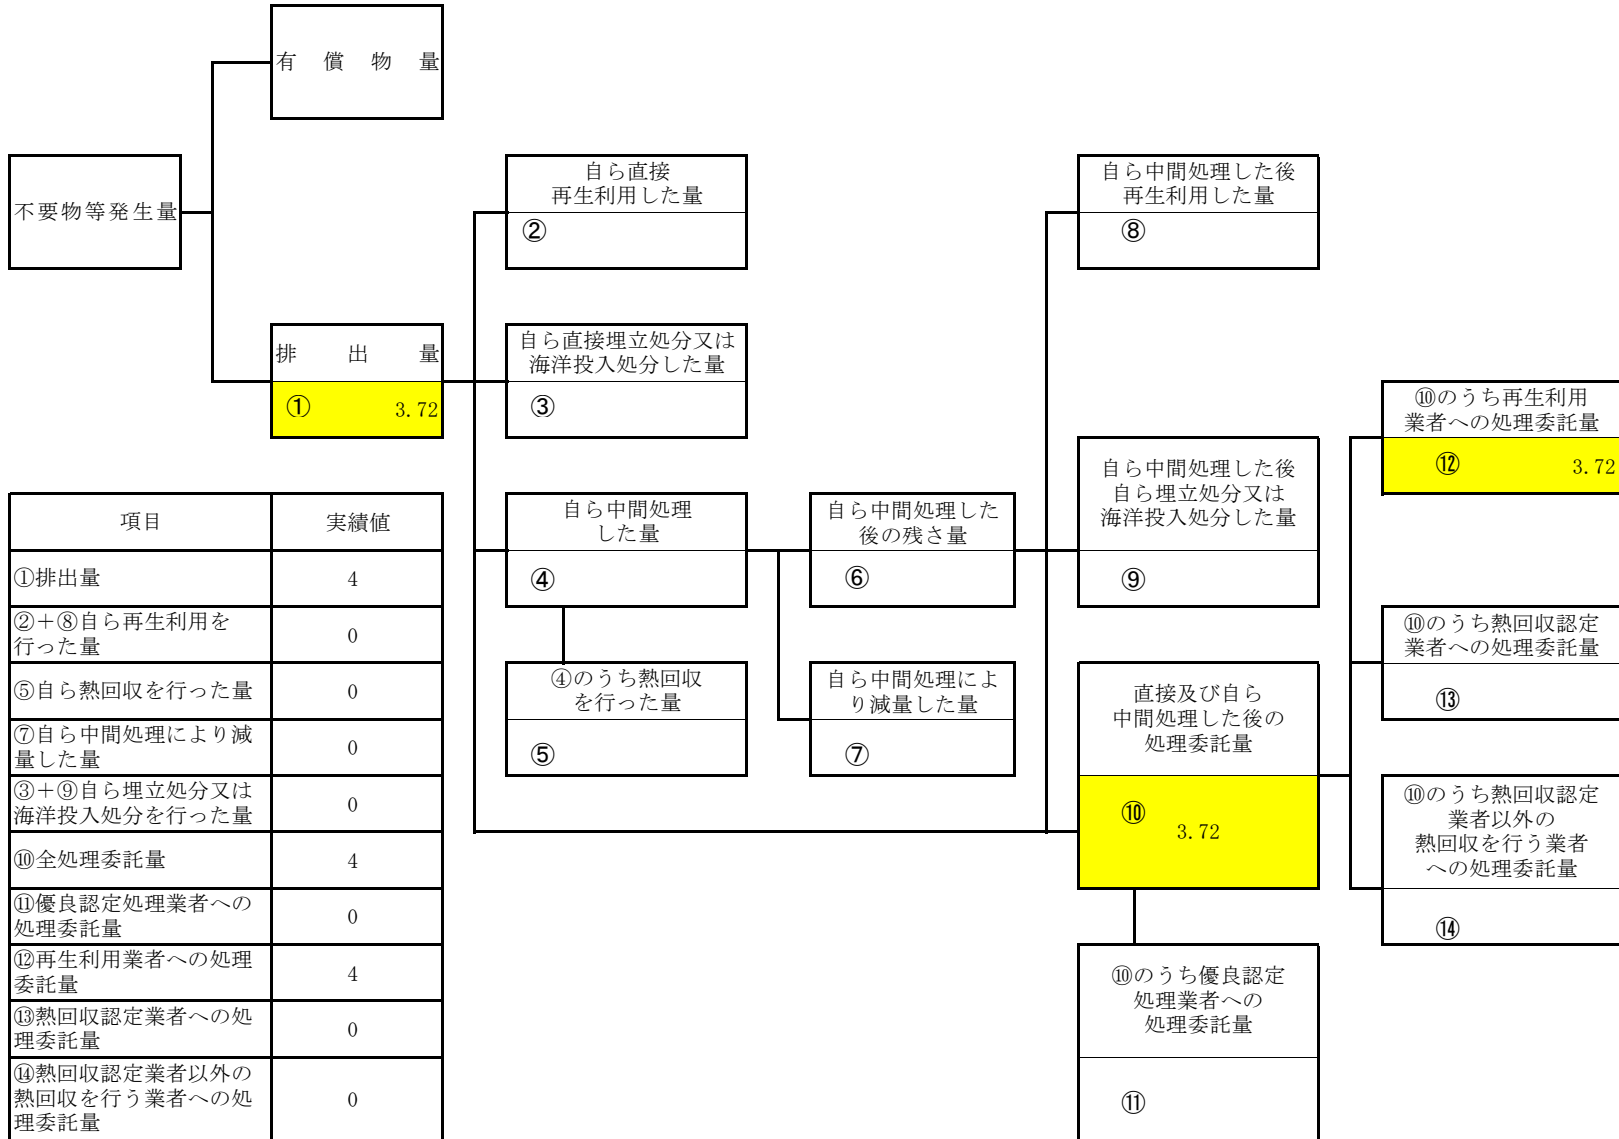 有償物量
不要物等発生量
自ら直接
再生利用した量
②
自ら中間処理した後
再生利用した量
⑧
排出量
① 3.72
自ら直接埋立処分又は
海洋投入処分した量
③
⑩のうち再生利用
業者への処理委託量
⑫ 3.72
自ら中間処理
した量
④
自ら中間処理した
後の残さ量
⑥
自ら中間処理した後
自ら埋立処分又は
海洋投入処分した量
⑨
⑩のうち熱回収認定
業者への処理委託量
⑬
④のうち熱回収
を行った量
⑤
自ら中間処理によ
り減量した量
⑦
直接及び自ら
中間処理した後の
処理委託量
⑩
3.72
⑩のうち熱回収認定
業者以外の
熱回収を行う業者
への処理委託量
⑭
⑩のうち優良認定
処理業者への
処理委託量
⑪
項目 実績値
①排出量 4
②+⑧自ら再生利用を
行った量 0
⑤自ら熱回収を行った量 0
⑦自ら中間処理により減
量した量 0
③+⑨自ら埋立処分又は
海洋投入処分を行った量 0
⑩全処理委託量 4
⑪優良認定処理業者への
処理委託量 0
⑫再生利用業者への処理
委託量 4
⑬熱回収認定業者への処
理委託量 0
⑭熱回収認定業者以外の
熱回収を行う業者への処
理委託量 0